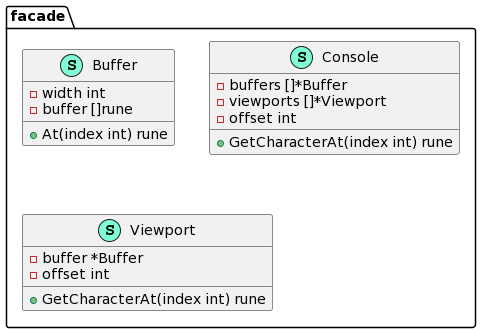 facade
S Buffer
width int
buffer []rune
At(index int) rune
S Console
buffers []*Buffer
viewports []*Viewport
offset int
GetCharacterAt(index int) rune
S Viewport
buffer *Buffer
offset int
GetCharacterAt(index int) rune